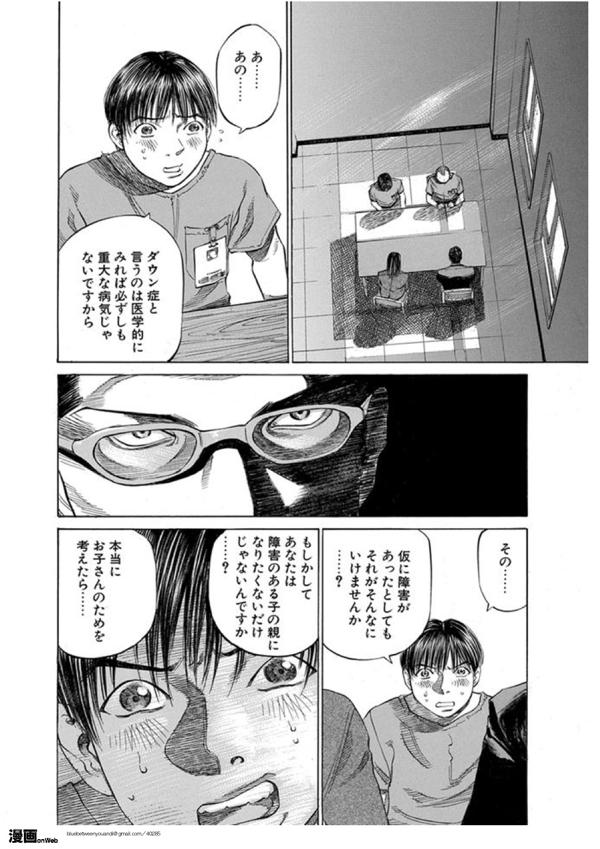 あ……
あの……
ダウン症と
言うのは医学的に
みれば必ずしも
重大な病気じゃ
ないですから
その……
仮に障害が
あったとしても
それがそんなに
いけませんか
……？
もしかして
あなたは
障害のある子の親に
なりたくないだけ
じゃないんですか
……？
本当に
お子さんのためを
考えたら……
漫画 on Web
bluebetweenyouandi@gmail.com / 40285